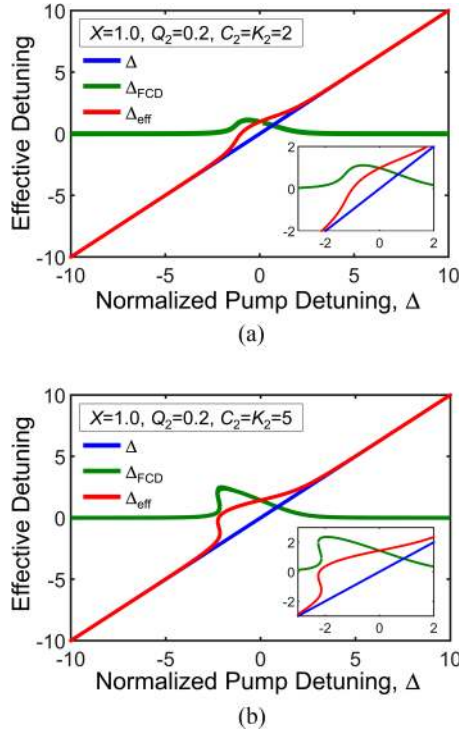 X=1.0, Q2=0.2, C2=K2=2
Δ
ΔFCD
Δeff
Effective Detuning
10
5
0
-5
-10
2
0
-2
-2
0
2
-10
-5
0
5
10
Normalized Pump Detuning, Δ
(a)
X=1.0, Q2=0.2, C2=K2=5
Δ
ΔFCD
Δeff
Effective Detuning
10
5
0
-5
-10
2
0
-2
-2
0
2
-10
-5
0
5
10
Normalized Pump Detuning, Δ
(b)